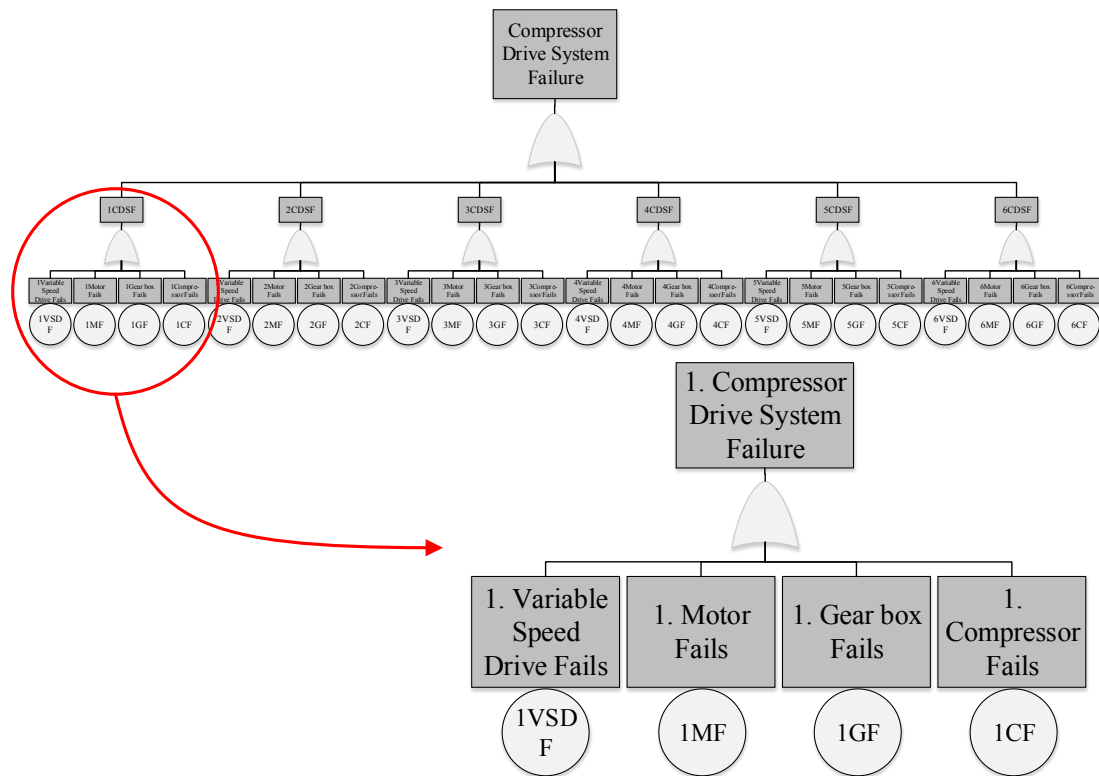 Compressor
Drive System
Failure
1CDSF
2CDSF
3CDSF
4CDSF
5CDSF
6CDSF
1Variable
Speed
Drive Fails
1Motor
Fails
1Gear box
Fails
1Compre-
ssor Fails
2Variable
Speed
Drive Fails
2Motor
Fails
2Gear box
Fails
2Compre-
ssor Fails
3Variable
Speed
Drive Fails
3Motor
Fails
3Gear box
Fails
3Compre-
ssor Fails
4Variable
Speed
Drive Fails
4Motor
Fails
4Gear box
Fails
4Compre-
ssor Fails
5Variable
Speed
Drive Fails
5Motor
Fails
5Gear box
Fails
5Compre-
ssor Fails
6Variable
Speed
Drive Fails
6Motor
Fails
6Gear box
Fails
6Compre-
ssor Fails
1VSD
F
1MF
1GF
1CF
2VSD
F
2MF
2GF
2CF
3VSD
F
3MF
3GF
3CF
4VSD
F
4MF
4GF
4CF
5VSD
F
5MF
5GF
5CF
6VSD
F
6MF
6GF
6CF
1. Compressor
Drive System
Failure
1. Variable
Speed
Drive Fails
1. Motor
Fails
1. Gear box
Fails
1.
Compressor
Fails
1VSD
F
1MF
1GF
1CF